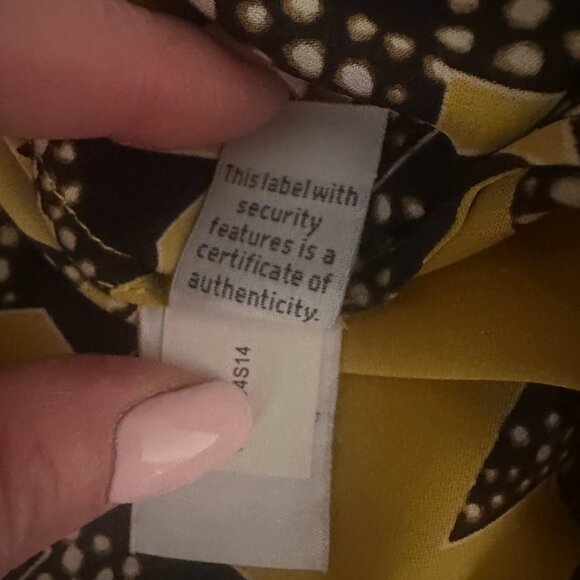 This label with
security
features is a
certificate of
authenticity.
4S14